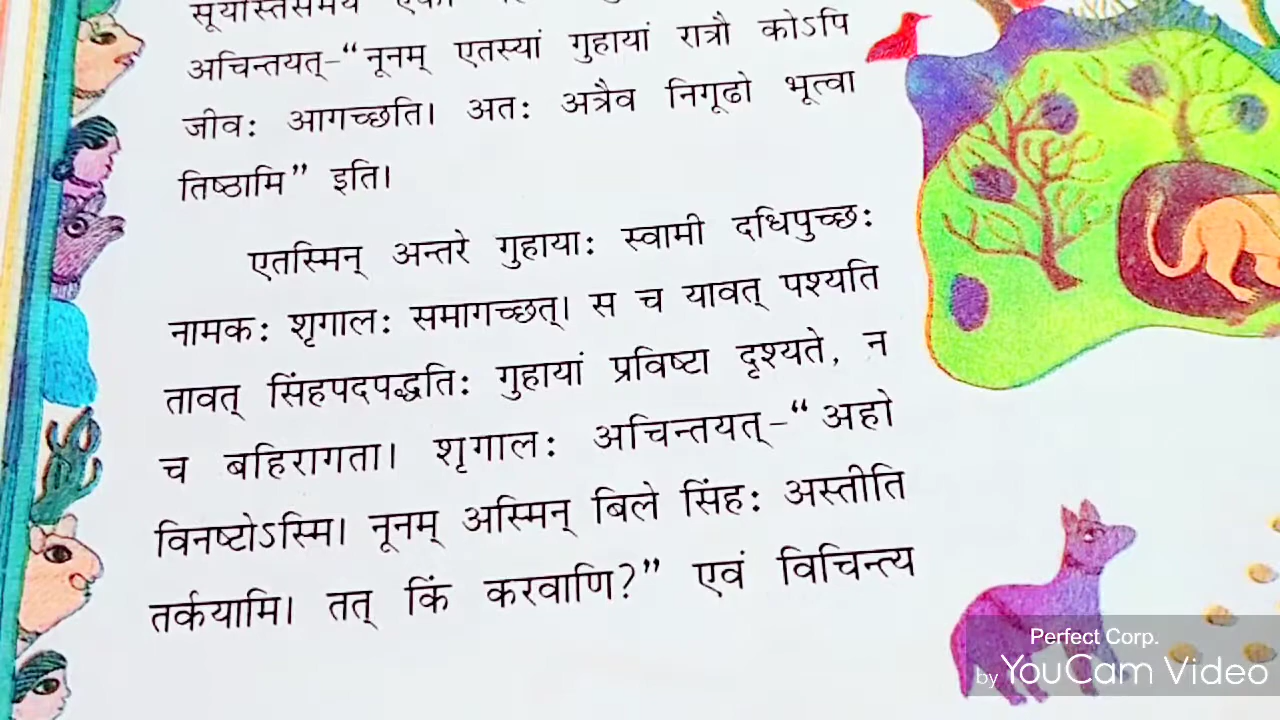 सूर्यास्तसमये
अचिन्तयत्–“नूनम् एतस्यां गुहायां रात्रौ कोऽपि
जीवः आगच्छति। अतः अत्रैव निगूढो भूत्वा
तिष्ठामि” इति।
एतस्मिन् अन्तरे गुहायाः स्वामी दधिपुच्छः
नामकः शृगालः समागच्छत्। स च यावत् पश्यति
तावत् सिंहपदपद्धतिः गुहायां प्रविष्टा दृश्यते, न
च बहिरागता। शृगालः अचिन्तयत्–“अहो
विनष्टोऽस्मि। नूनम् अस्मिन् बिले सिंहः अस्तीति
तर्कयामि। तत् किं करवाणि?” एवं विचिन्त्य
Perfect Corp.
by YouCam Video